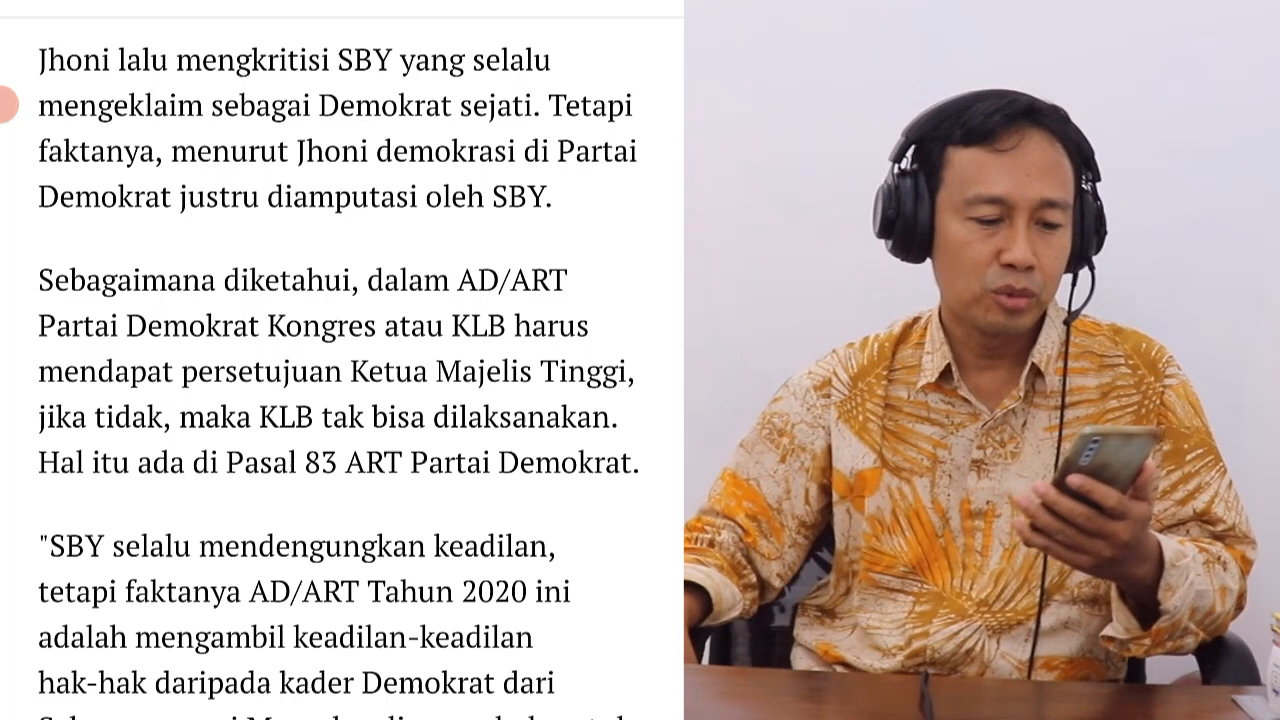 Jhoni lalu mengkritisi SBY yang selalu
mengeklaim sebagai Demokrat sejati. Tetapi
faktanya, menurut Jhoni demokrasi di Partai
Demokrat justru diamputasi oleh SBY.
Sebagaimana diketahui, dalam AD/ART
Partai Demokrat Kongres atau KLB harus
mendapat persetujuan Ketua Majelis Tinggi,
jika tidak, maka KLB tak bisa dilaksanakan.
Hal itu ada di Pasal 83 ART Partai Demokrat.
"SBY selalu mendengungkan keadilan,
tetapi faktanya AD/ART Tahun 2020 ini
adalah mengambil keadilan-keadilan
hak-hak daripada kader Demokrat dari